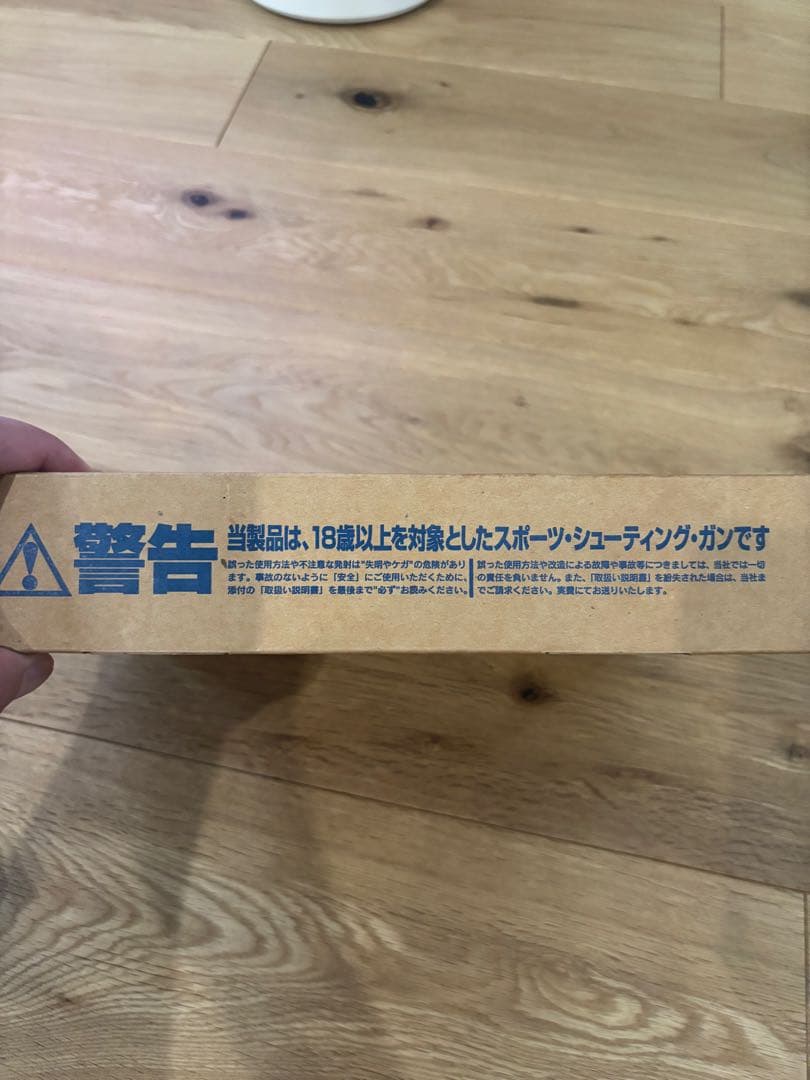 警告
当製品は、18歳以上を対象としたスポーツ・シューティング・ガンです
誤った使用方法や不注意な発射は"失明やケガ"の危険があり
ます。事故のないように「安全」にご使用いただくために、
添付の「取扱い説明書」を最後まで"必ず"お読みください。
誤った使用方法や改造による故障や事故等につきましては、当社では一切
の責任を負いません。また、「取扱い説明書」を紛失された場合は、当社ま
でご請求ください。実費にてお送りいたします。